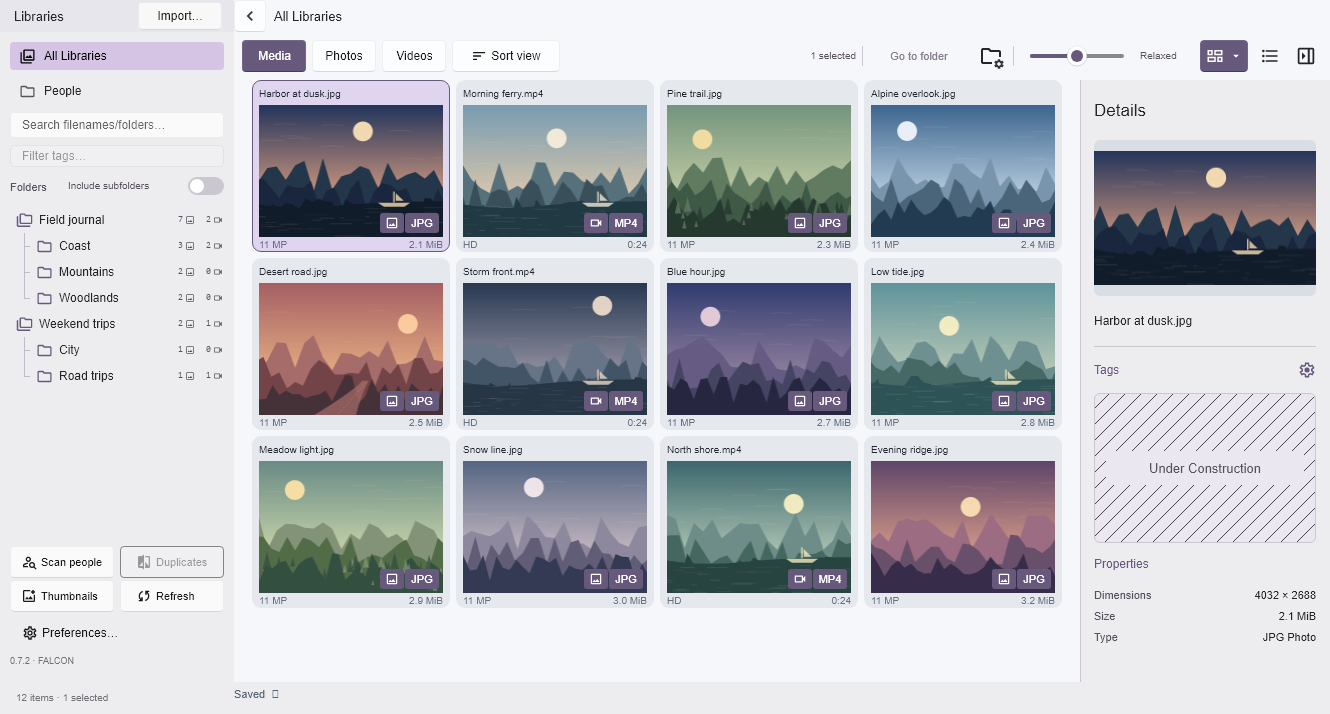 Libraries
Import...
All Libraries
All Libraries
People
Search filenames/folders...
Filter tags...
Folders
Include subfolders
Field journal 7 2
Coast 3 2
Mountains 2 0
Woodlands 2 0
Weekend trips 2 1
City 1 0
Road trips 1 1
Scan people
Duplicates
Thumbnails
Refresh
Preferences...
0.7.2 · FALCON
12 items · 1 selected
Media
Photos
Videos
Sort view
1 selected
Go to folder
Relaxed
Harbor at dusk.jpg
JPG
11 MP 2.1 MiB
Morning ferry.mp4
MP4
HD 0:24
Pine trail.jpg
JPG
11 MP 2.3 MiB
Alpine overlook.jpg
JPG
11 MP 2.4 MiB
Desert road.jpg
JPG
11 MP 2.5 MiB
Storm front.mp4
MP4
HD 0:24
Blue hour.jpg
JPG
11 MP 2.7 MiB
Low tide.jpg
JPG
11 MP 2.8 MiB
Meadow light.jpg
JPG
11 MP 2.9 MiB
Snow line.jpg
JPG
11 MP 3.0 MiB
North shore.mp4
MP4
HD 0:24
Evening ridge.jpg
JPG
11 MP 3.2 MiB
Saved
Details
Harbor at dusk.jpg
Tags
Under Construction
Properties
Dimensions 4032 × 2688
Size 2.1 MiB
Type JPG Photo